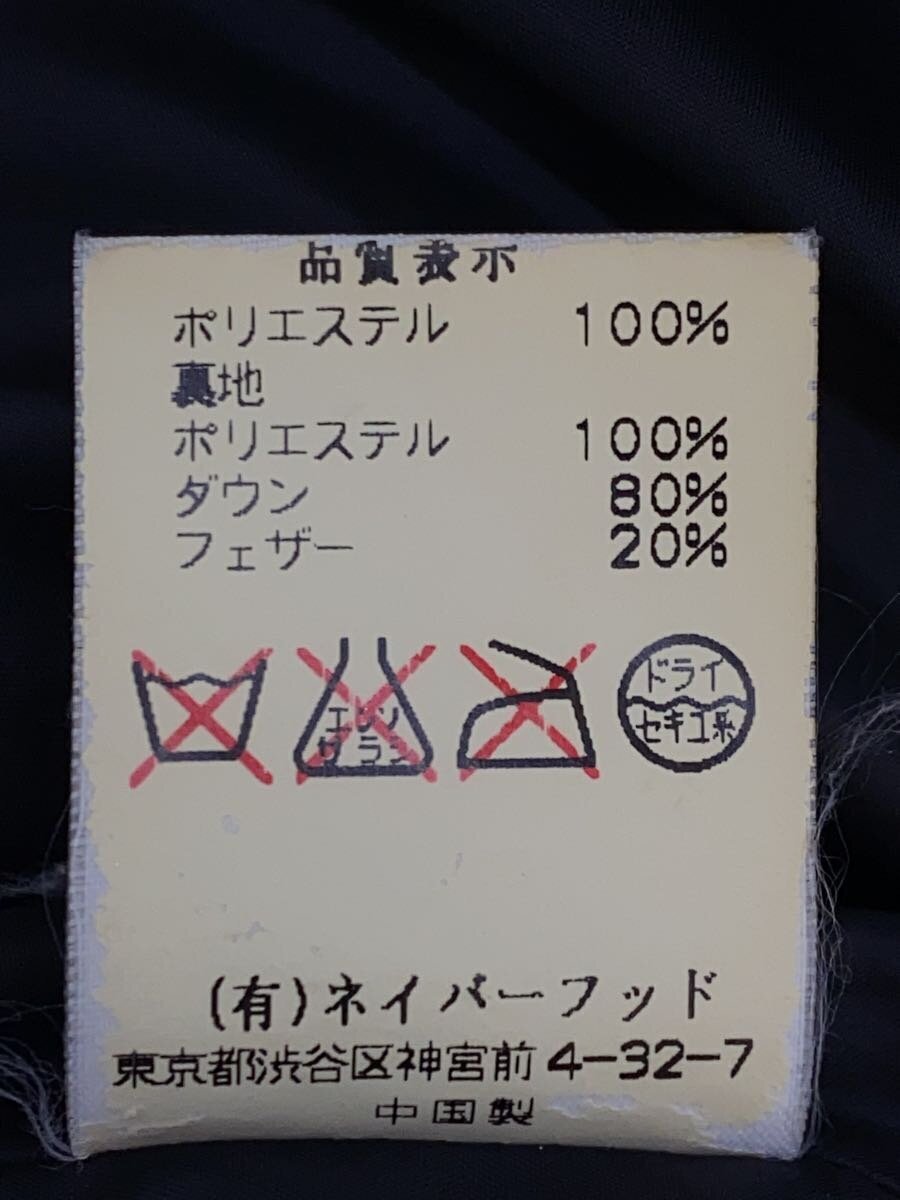 品質表示
ポリエステル 100%
裏地
ポリエステル 100%
ダウン 80%
フェザー 20%
エンソ
サラシ
ドライ
セキユ系
(有)ネイバーフッド
東京都渋谷区神宮前4-32-7
中国製